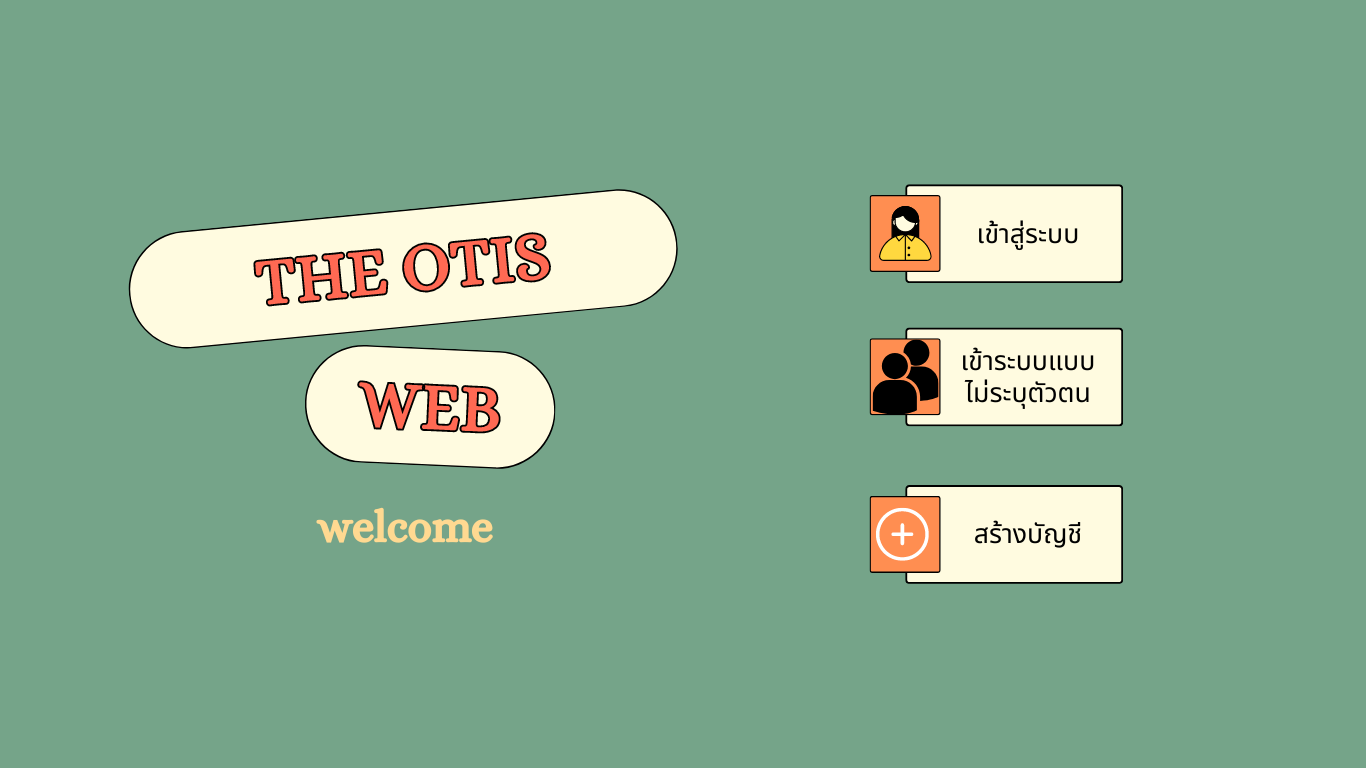 THE OTIS
WEB
welcome
เข้าสู่ระบบ
เข้าระบบแบบ
ไม่ระบุตัวตน
สร้างบัญชี